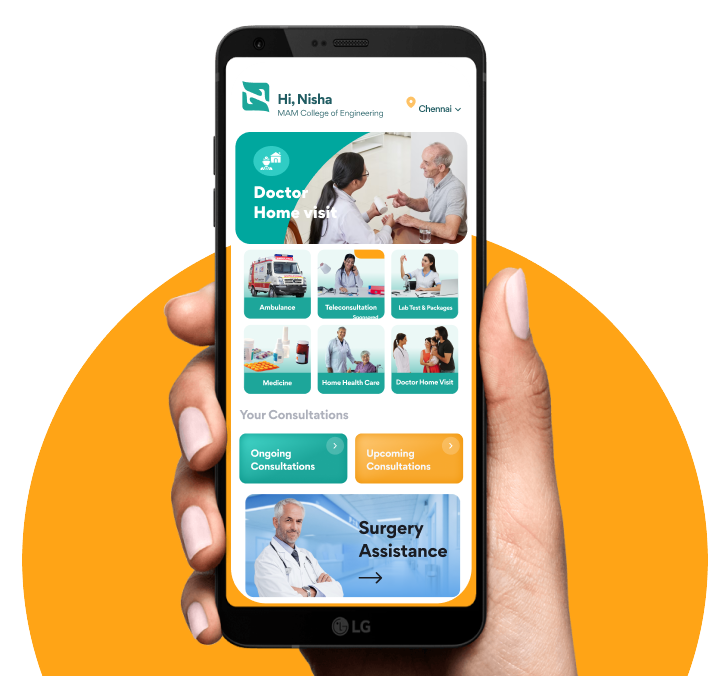 Hi, Nisha
MAM College of Engineering
Chennai
Doctor
Home visit
Ambulance
Teleconsultation
Sponsored
Lab Test & Packages
Medicine
Home Health Care
Doctor Home Visit
Your Consultations
Ongoing
Consultations
Upcoming
Consultations
Surgery
Assistance
LG